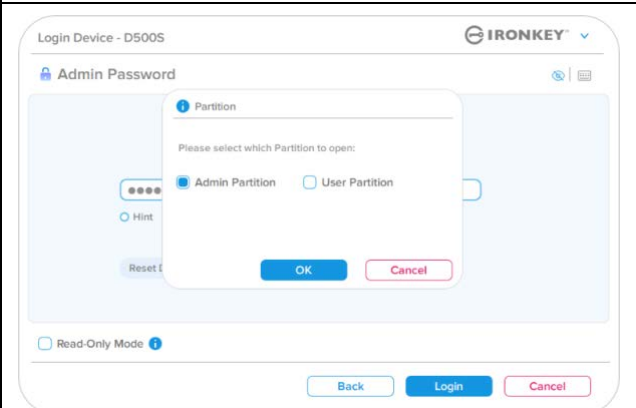 Login Device - D500S
IRONKEY
Admin Password
Partition
Please select which Partition to open:
Admin Partition User Partition
Hint
Reset
OK Cancel
Read-Only Mode
Back Login Cancel